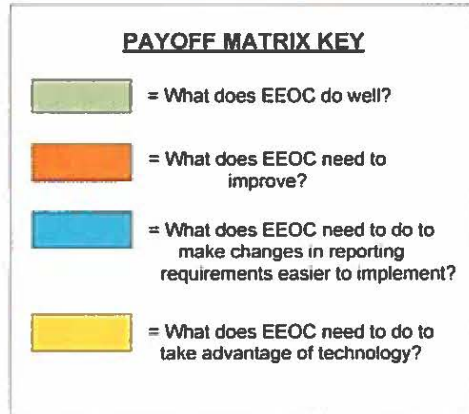 PAYOFF MATRIX KEY
= What does EEOC do well?
= What does EEOC need to
improve?
= What does EEOC need to do to
make changes in reporting
requirements easier to implement?
= What does EEOC need to do to
take advantage of technology?